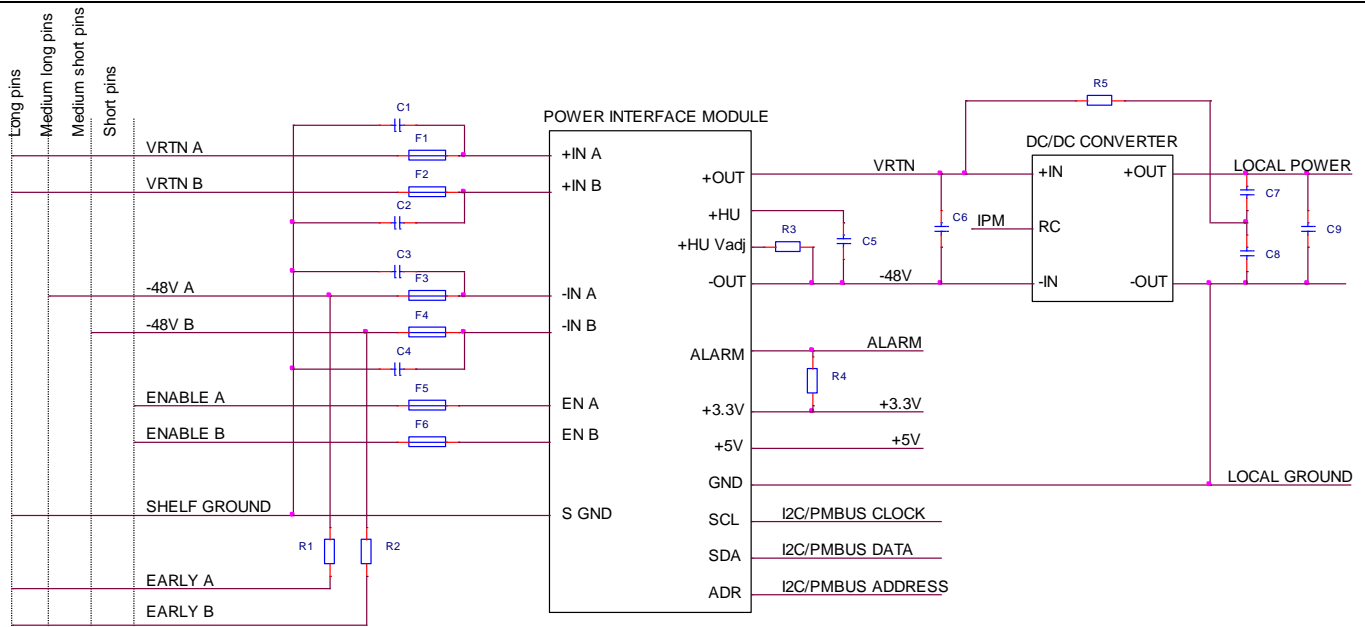 Long pins
Medium long pins
Medium short pins
Short pins
VRTN A
VRTN B
-48V A
-48V B
ENABLE A
ENABLE B
SHELF GROUND
EARLY A
EARLY B
C1
F1
F2
C2
C3
F3
F4
C4
F5
F6
R1
R2
POWER INTERFACE MODULE
+IN A
+IN B
-IN A
-IN B
EN A
EN B
S GND
+OUT
+HU
+HU Vadj
-OUT
ALARM
+3.3V
+5V
GND
SCL
SDA
ADR
VRTN
R3
C5
C6
-48V
ALARM
R4
+3.3V
+5V
I2C/PMBUS CLOCK
I2C/PMBUS DATA
I2C/PMBUS ADDRESS
IPM
R5
DC/DC CONVERTER
+IN
+OUT
RC
-IN
-OUT
LOCAL POWER
C7
C8
C9
LOCAL GROUND